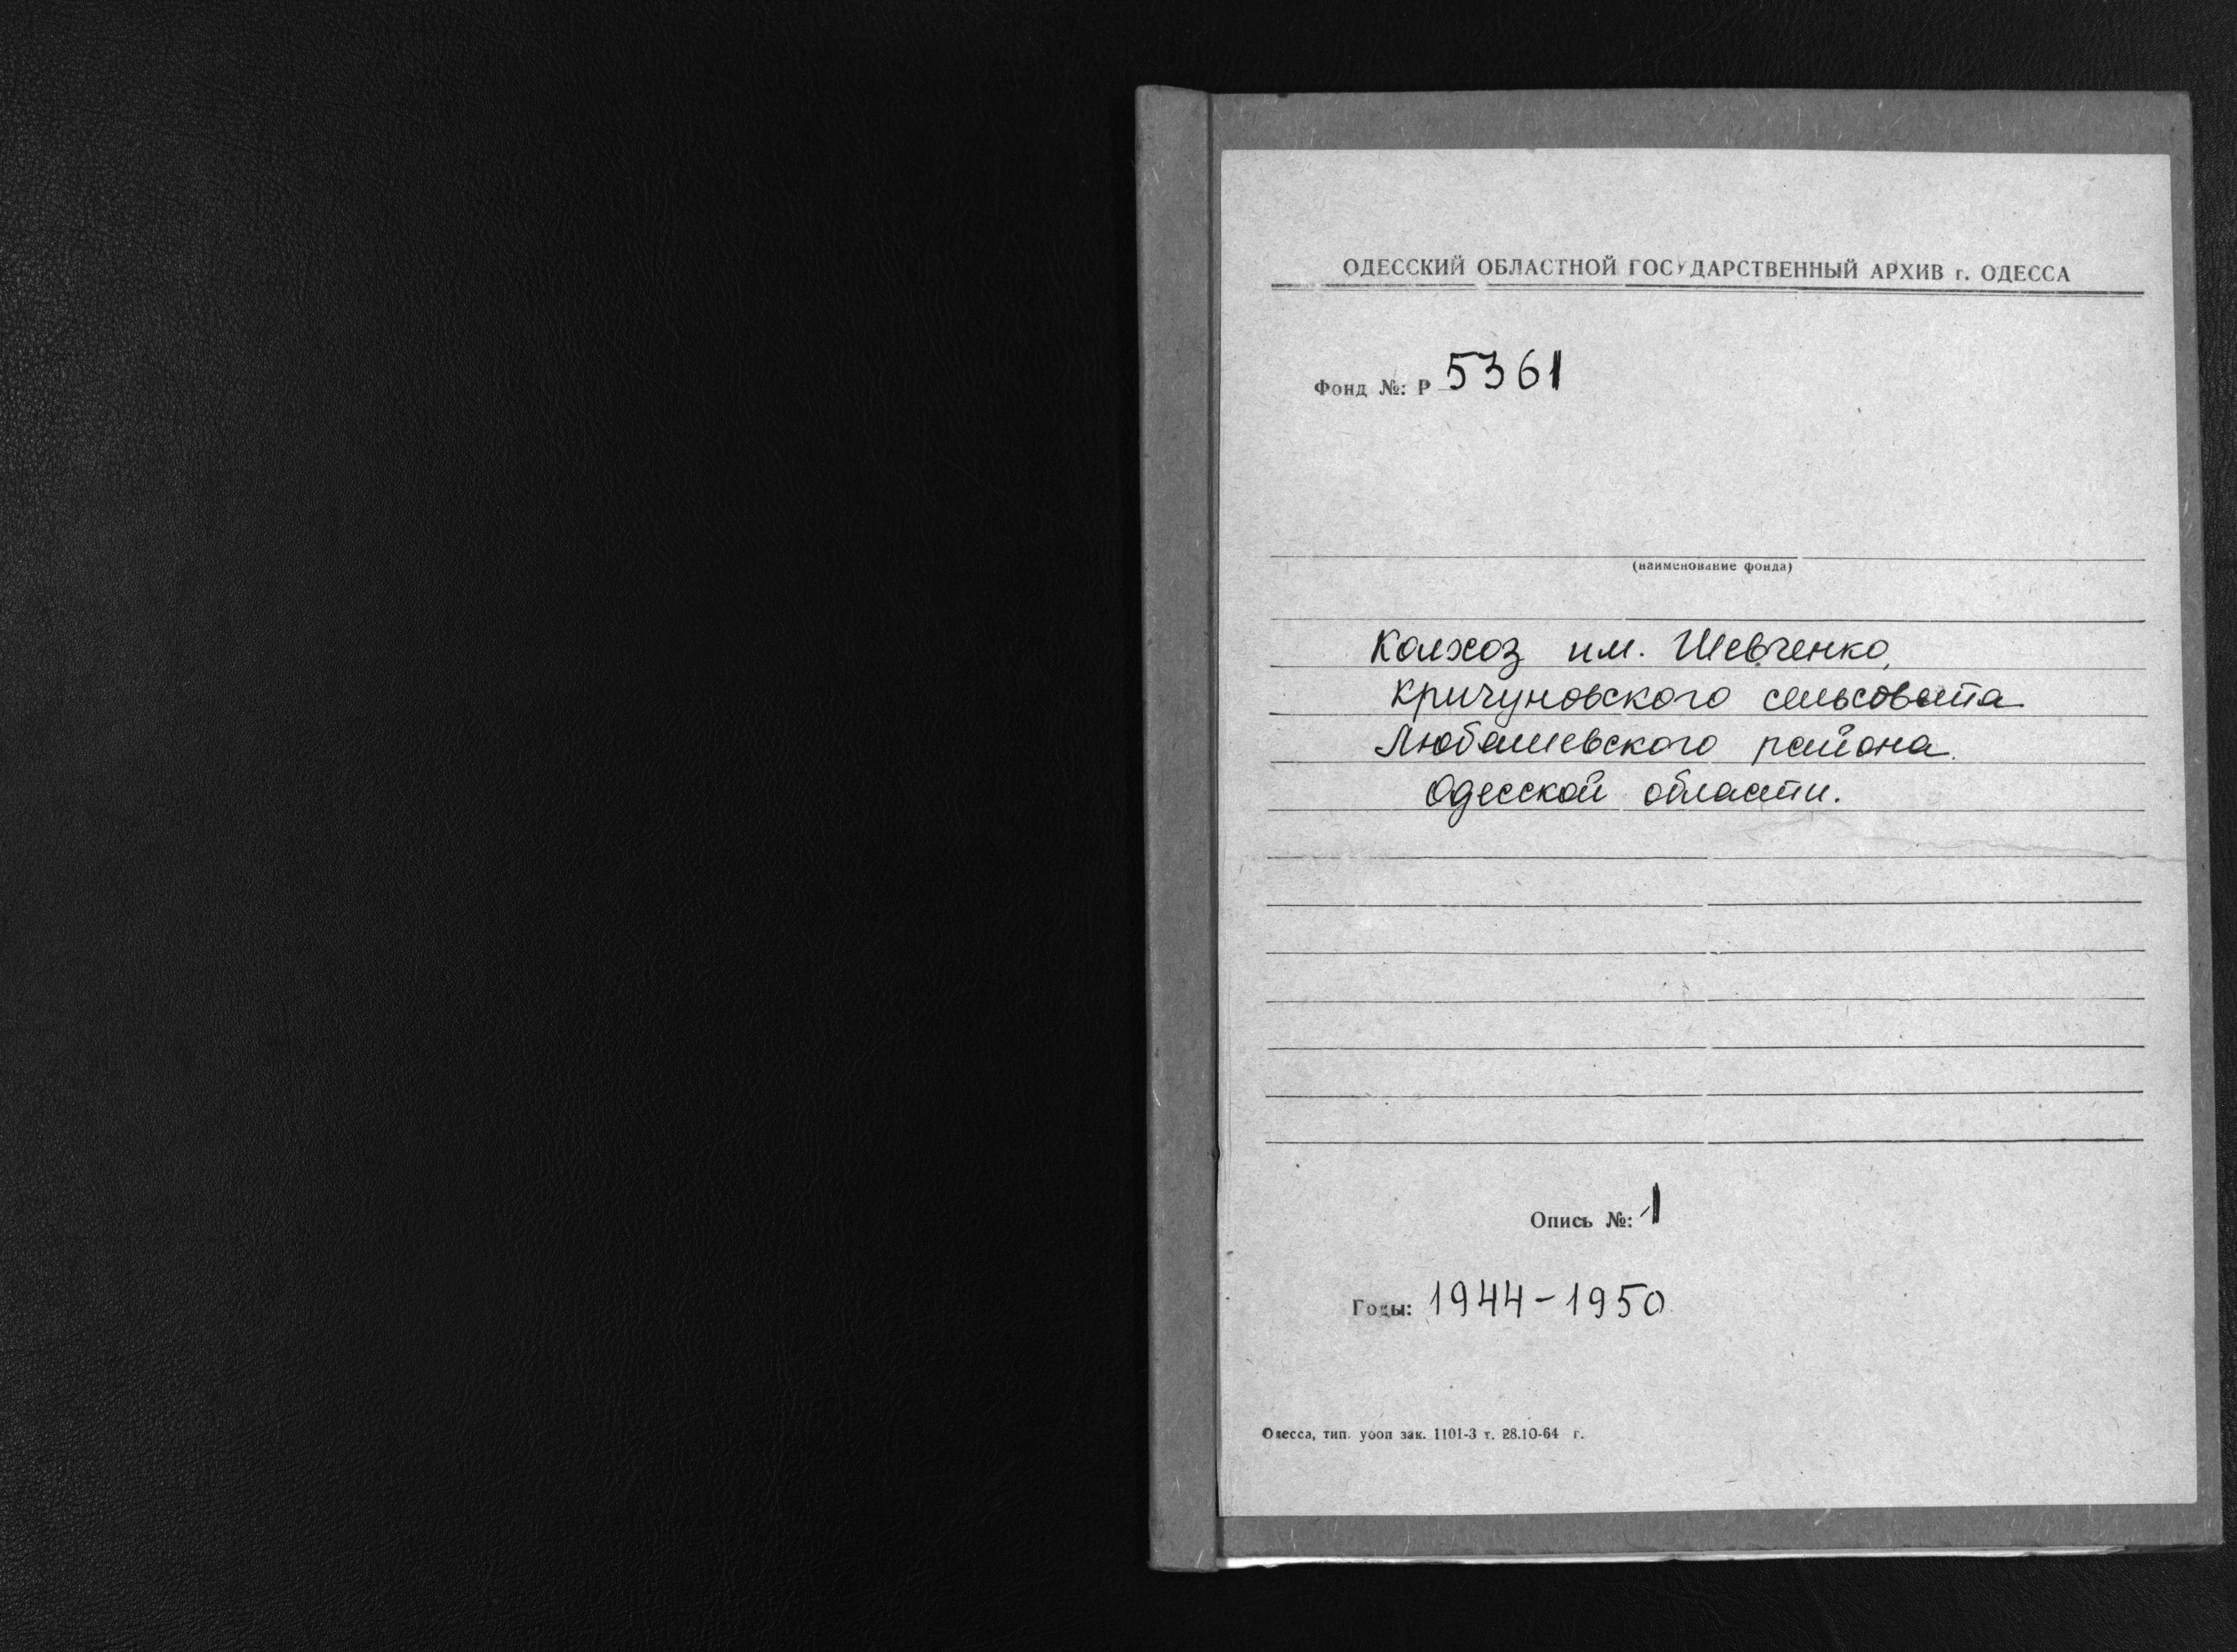 ОДЕССКИЙ ОБЛАСТНОЙ ГОСУДАРСТВЕННЫЙ АРХИВ г. ОДЕССА
Фонд №: Р 5361
(наименование фонда)
Колхоз им. Шевченко,
Кричуновского сельсовета
Любашевского района.
Одесской области.
Опись №: 1
Годы: 1944-1950
Одесса, тип. уооп зак. 1101-3 т. 28.10-64 г.